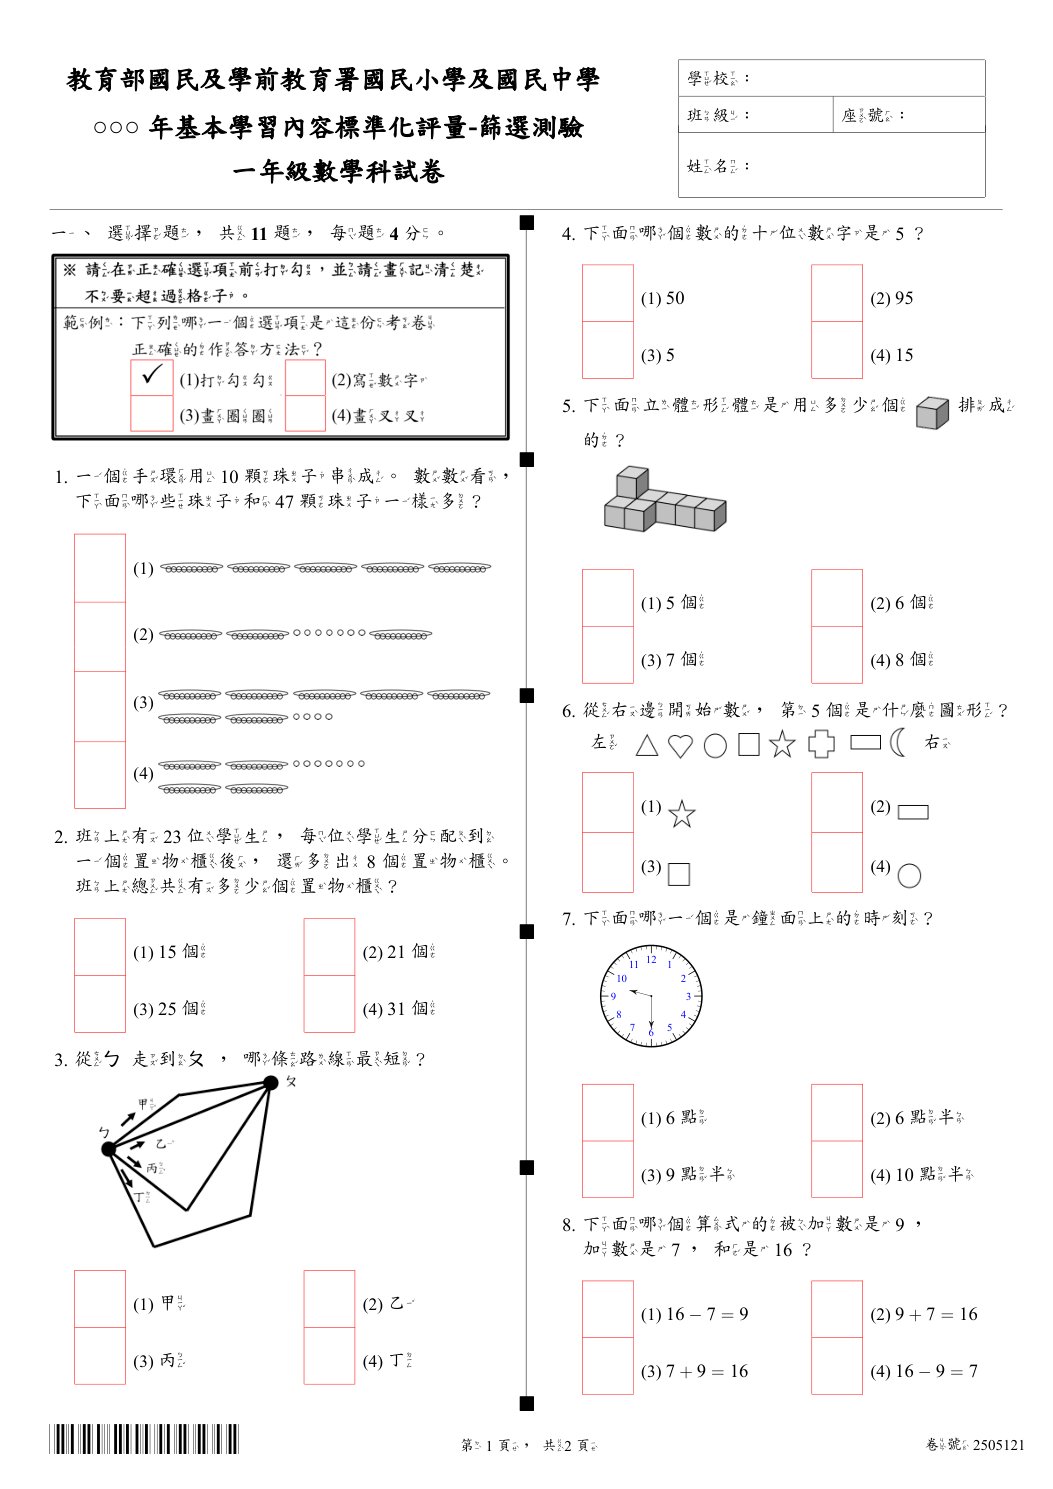 教育部國民及學前教育署國民小學及國民中學
○○○ 年基本學習內容標準化評量-篩選測驗
一年級數學科試卷
學校：
班級：
座號：
姓名：
一、 選擇題， 共 11 題， 每題 4 分。
※ 請在正確選項前打勾，並請畫記清楚
不要超過格子。
範例：下列哪一個選項是這份考卷
正確的作答方法？
✓ (1)打勾勾 (2)寫數字
(3)畫圈圈 (4)畫叉叉
1. 一個手環用 10 顆珠子串成。 數數看，
下面哪些珠子和 47 顆珠子一樣多？
(1)
(2)
(3)
(4)
2. 班上有 23 位學生， 每位學生分配到
一個置物櫃後， 還多出 8 個置物櫃。
班上總共有多少個置物櫃？
(1) 15 個 (2) 21 個
(3) 25 個 (4) 31 個
3. 從ㄅ 走到ㄆ ， 哪條路線最短？
ㄆ
甲
ㄅ
乙
丙
丁
(1) 甲 (2) 乙
(3) 丙 (4) 丁
4. 下面哪個數的十位數字是 5 ？
(1) 50 (2) 95
(3) 5 (4) 15
5. 下面立體形體是用多少個 排成
的？
(1) 5 個 (2) 6 個
(3) 7 個 (4) 8 個
6. 從右邊開始數， 第 5 個是什麼圖形？
左 右
(1) (2)
(3) (4)
7. 下面哪一個是鐘面上的時刻？
12
11 1
10 2
9 3
8 4
7 5
6
(1) 6 點 (2) 6 點半
(3) 9 點半 (4) 10 點半
8. 下面哪個算式的被加數是 9 ，
加數是 7 ， 和是 16 ？
(1) 16 − 7 = 9 (2) 9 + 7 = 16
(3) 7 + 9 = 16 (4) 16 − 9 = 7
第 1 頁， 共 2 頁
卷號 2505121